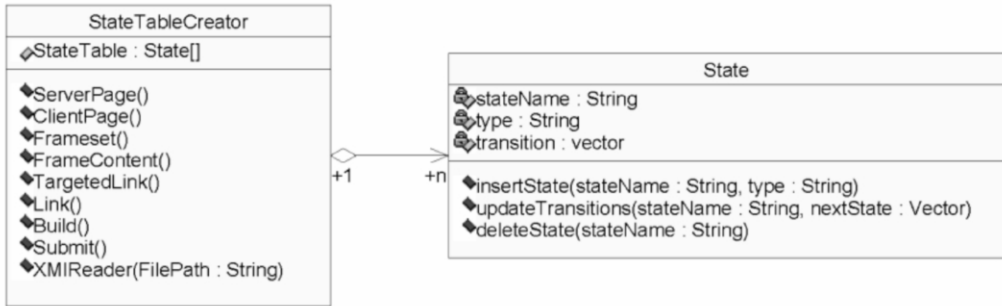 StateTableCreator
StateTable : State[]
ServerPage()
ClientPage()
Frameset()
FrameContent()
TargetedLink()
Link()
Build()
Submit()
XMIReader(FilePath : String)
+1
+n
State
stateName : String
type : String
transition : vector
insertState(stateName : String, type : String)
updateTransitions(stateName : String, nextState : Vector)
deleteState(stateName : String)